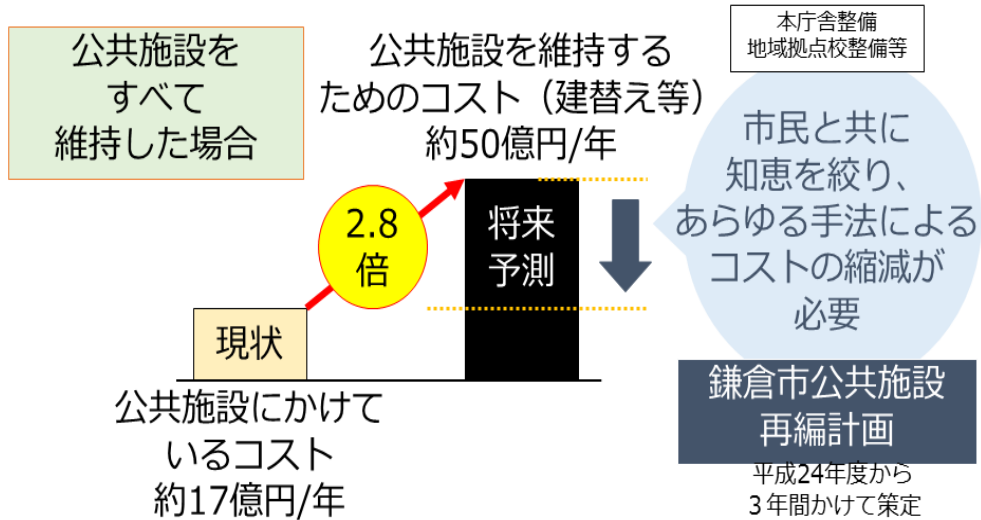 公共施設を
すべて
維持した場合
公共施設を維持する
ためのコスト（建替え等）
約50億円/年
本庁舎整備
地域拠点校整備等
市民と共に
知恵を絞り、
あらゆる手法による
コストの縮減が
必要
2.8
倍
将来
予測
現状
公共施設にかけて
いるコスト
約17億円/年
鎌倉市公共施設
再編計画
平成24年度から
３年間かけて策定